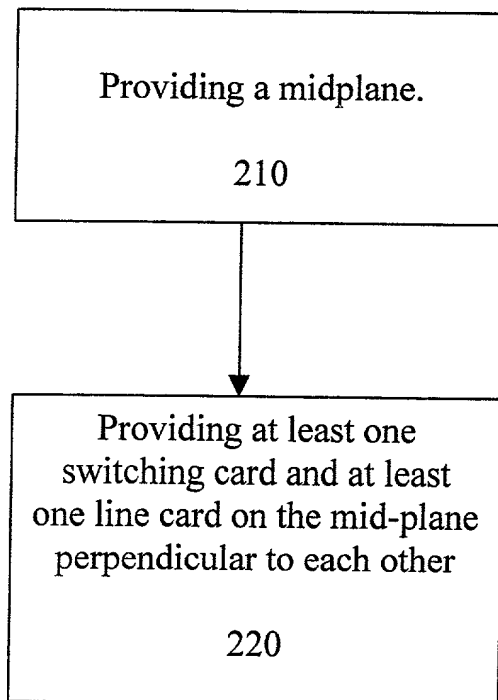 Providing a midplane.
210
Providing at least one
switching card and at least
one line card on the mid-plane
perpendicular to each other
220